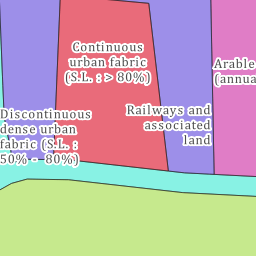 Continuous
urban fabric
(S.L. : > 80%)
Arable
(annua
Railways and
associated
land
Discontinuous
dense urban
fabric (S.L. :
50% - 80%)